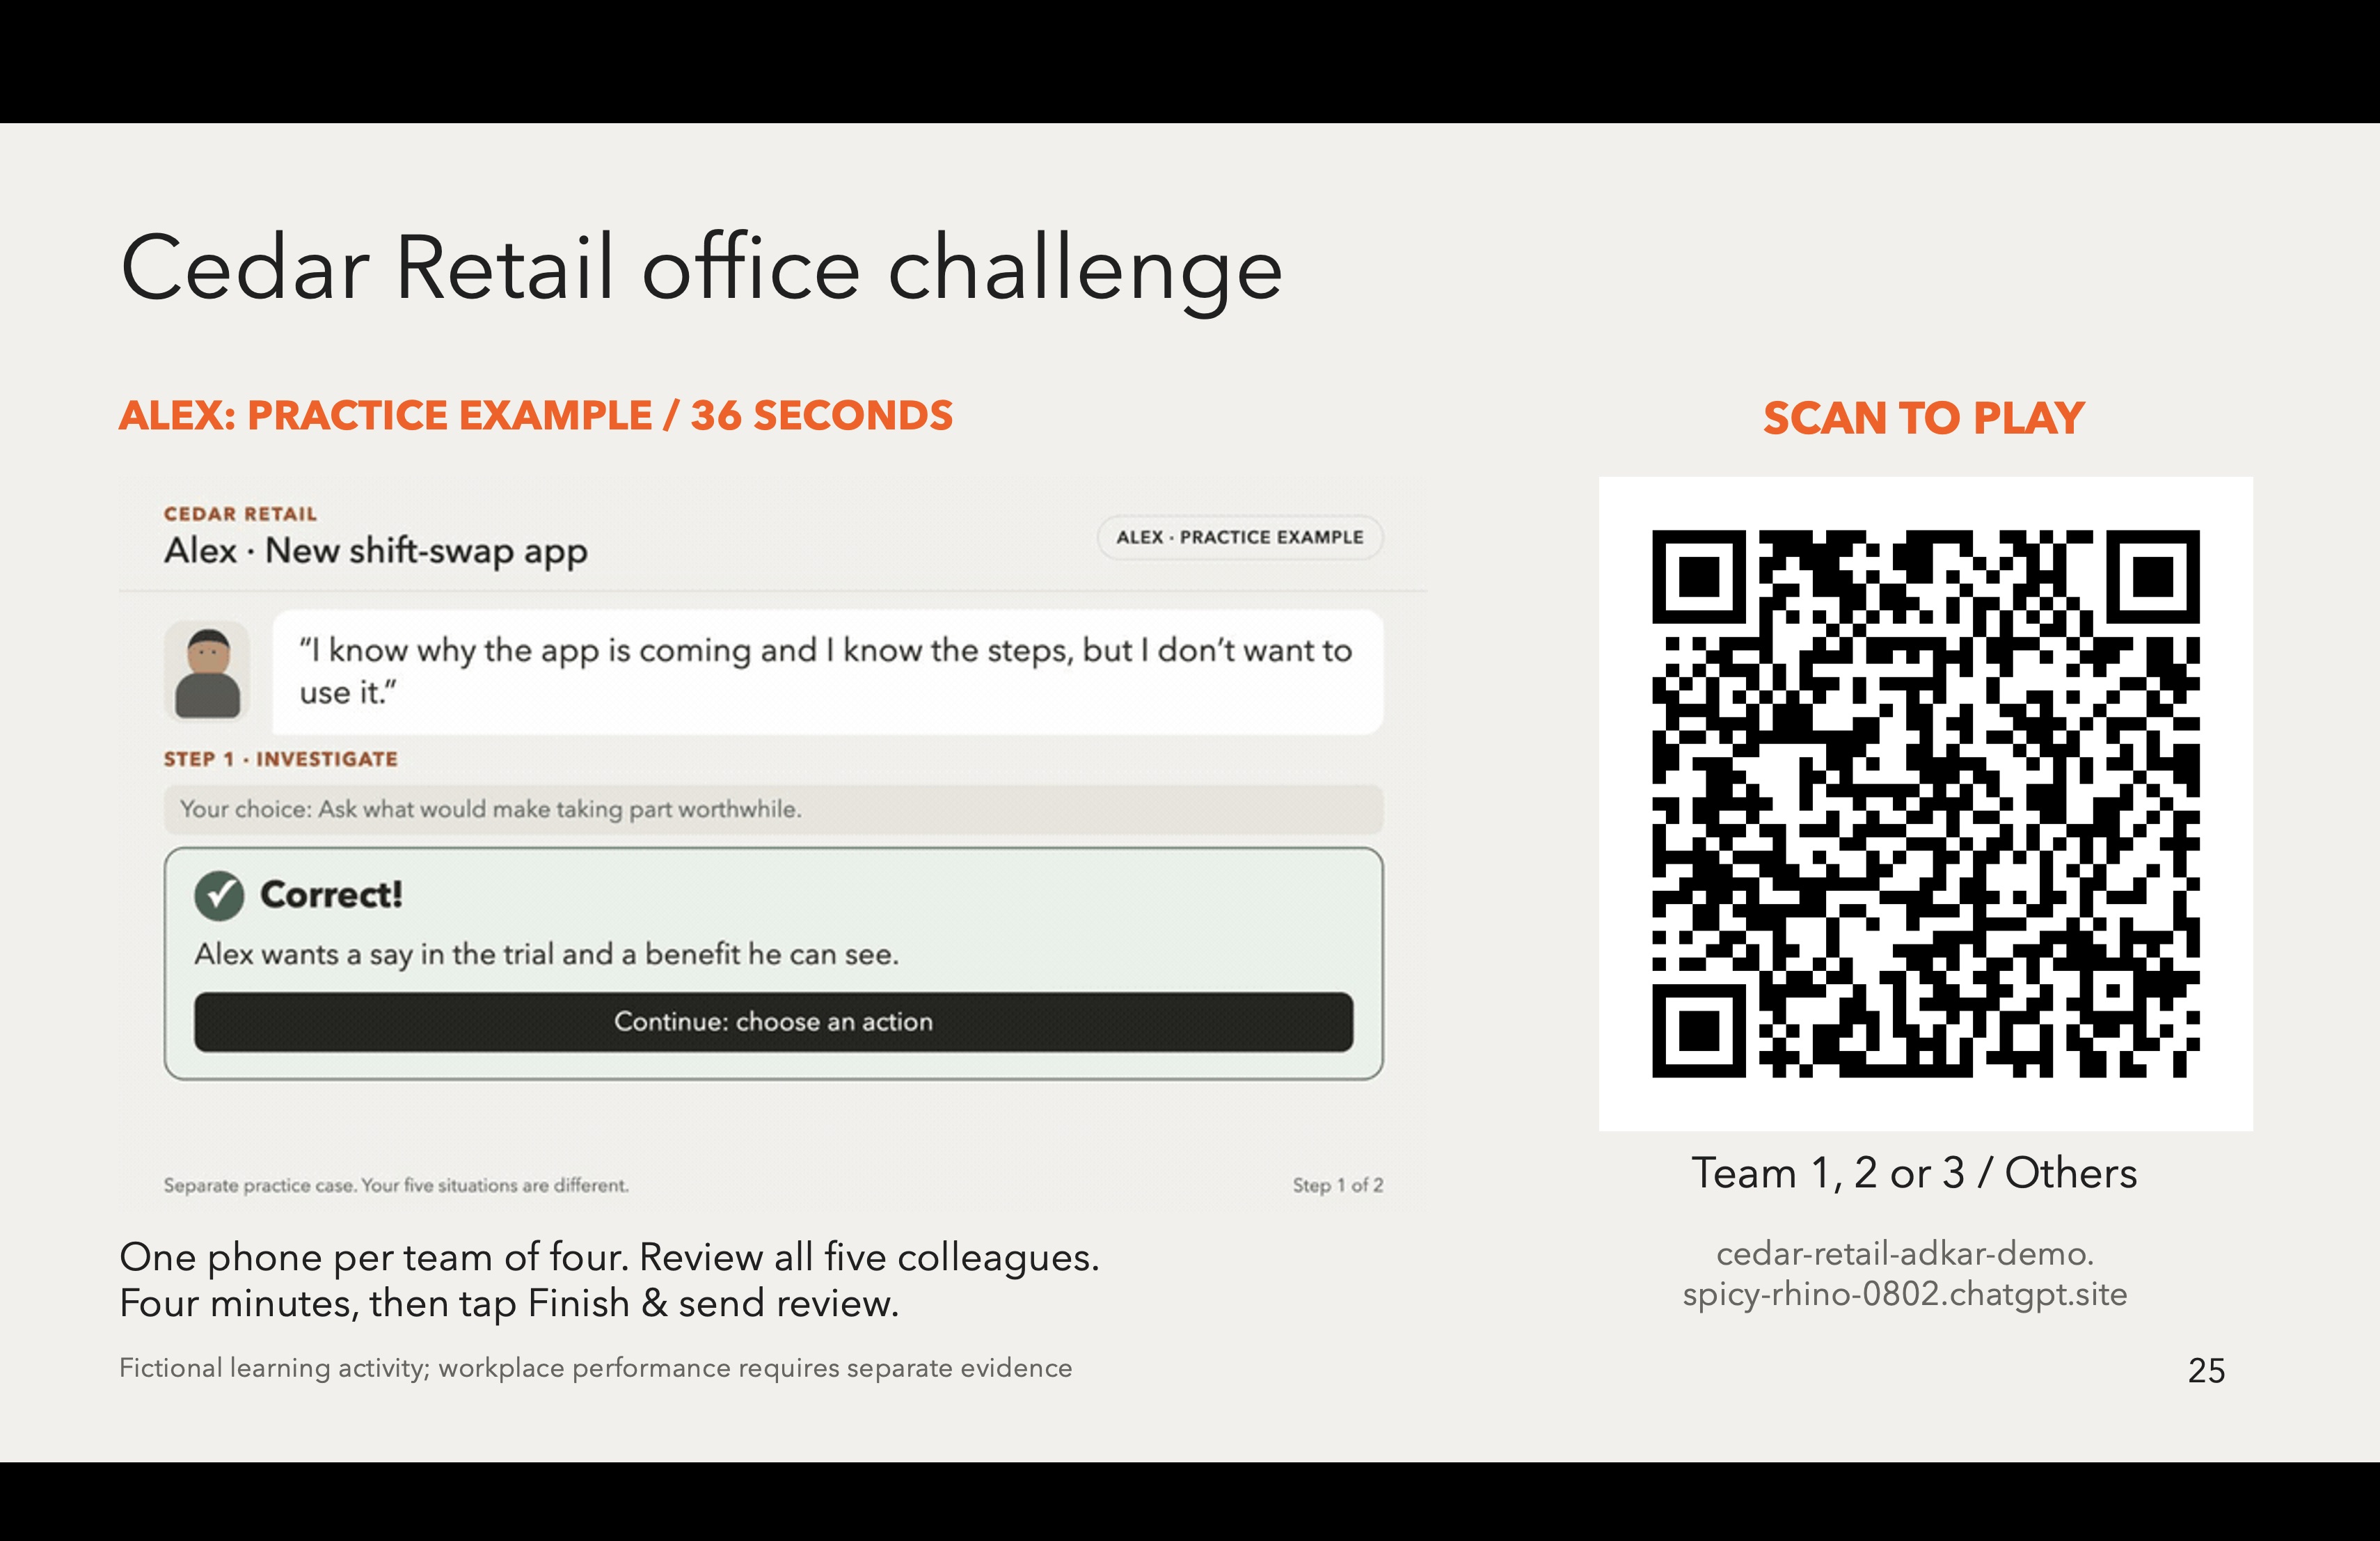 Cedar Retail office challenge
ALEX: PRACTICE EXAMPLE / 36 SECONDS
CEDAR RETAIL
Alex · New shift-swap app
ALEX · PRACTICE EXAMPLE
“I know why the app is coming and I know the steps, but I don’t want to
use it.”
STEP 1 · INVESTIGATE
Your choice: Ask what would make taking part worthwhile.
Correct!
Alex wants a say in the trial and a benefit he can see.
Continue: choose an action
Separate practice case. Your five situations are different.
Step 1 of 2
One phone per team of four. Review all five colleagues.
Four minutes, then tap Finish & send review.
Fictional learning activity; workplace performance requires separate evidence
SCAN TO PLAY
Team 1, 2 or 3 / Others
cedar-retail-adkar-demo.
spicy-rhino-0802.chatgpt.site
25